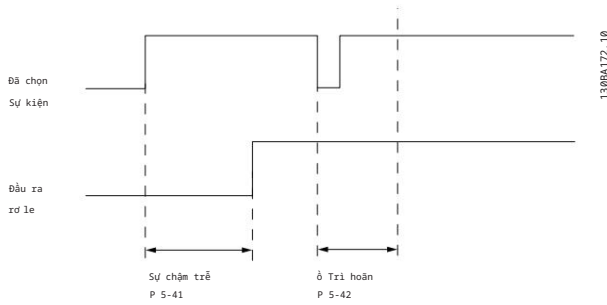 Đã chọn
Sự kiện
Đầu ra
rơ le
Sự chậm trễ
P 5-41
ồ Trì hoãn
P 5-42
130BA172.10